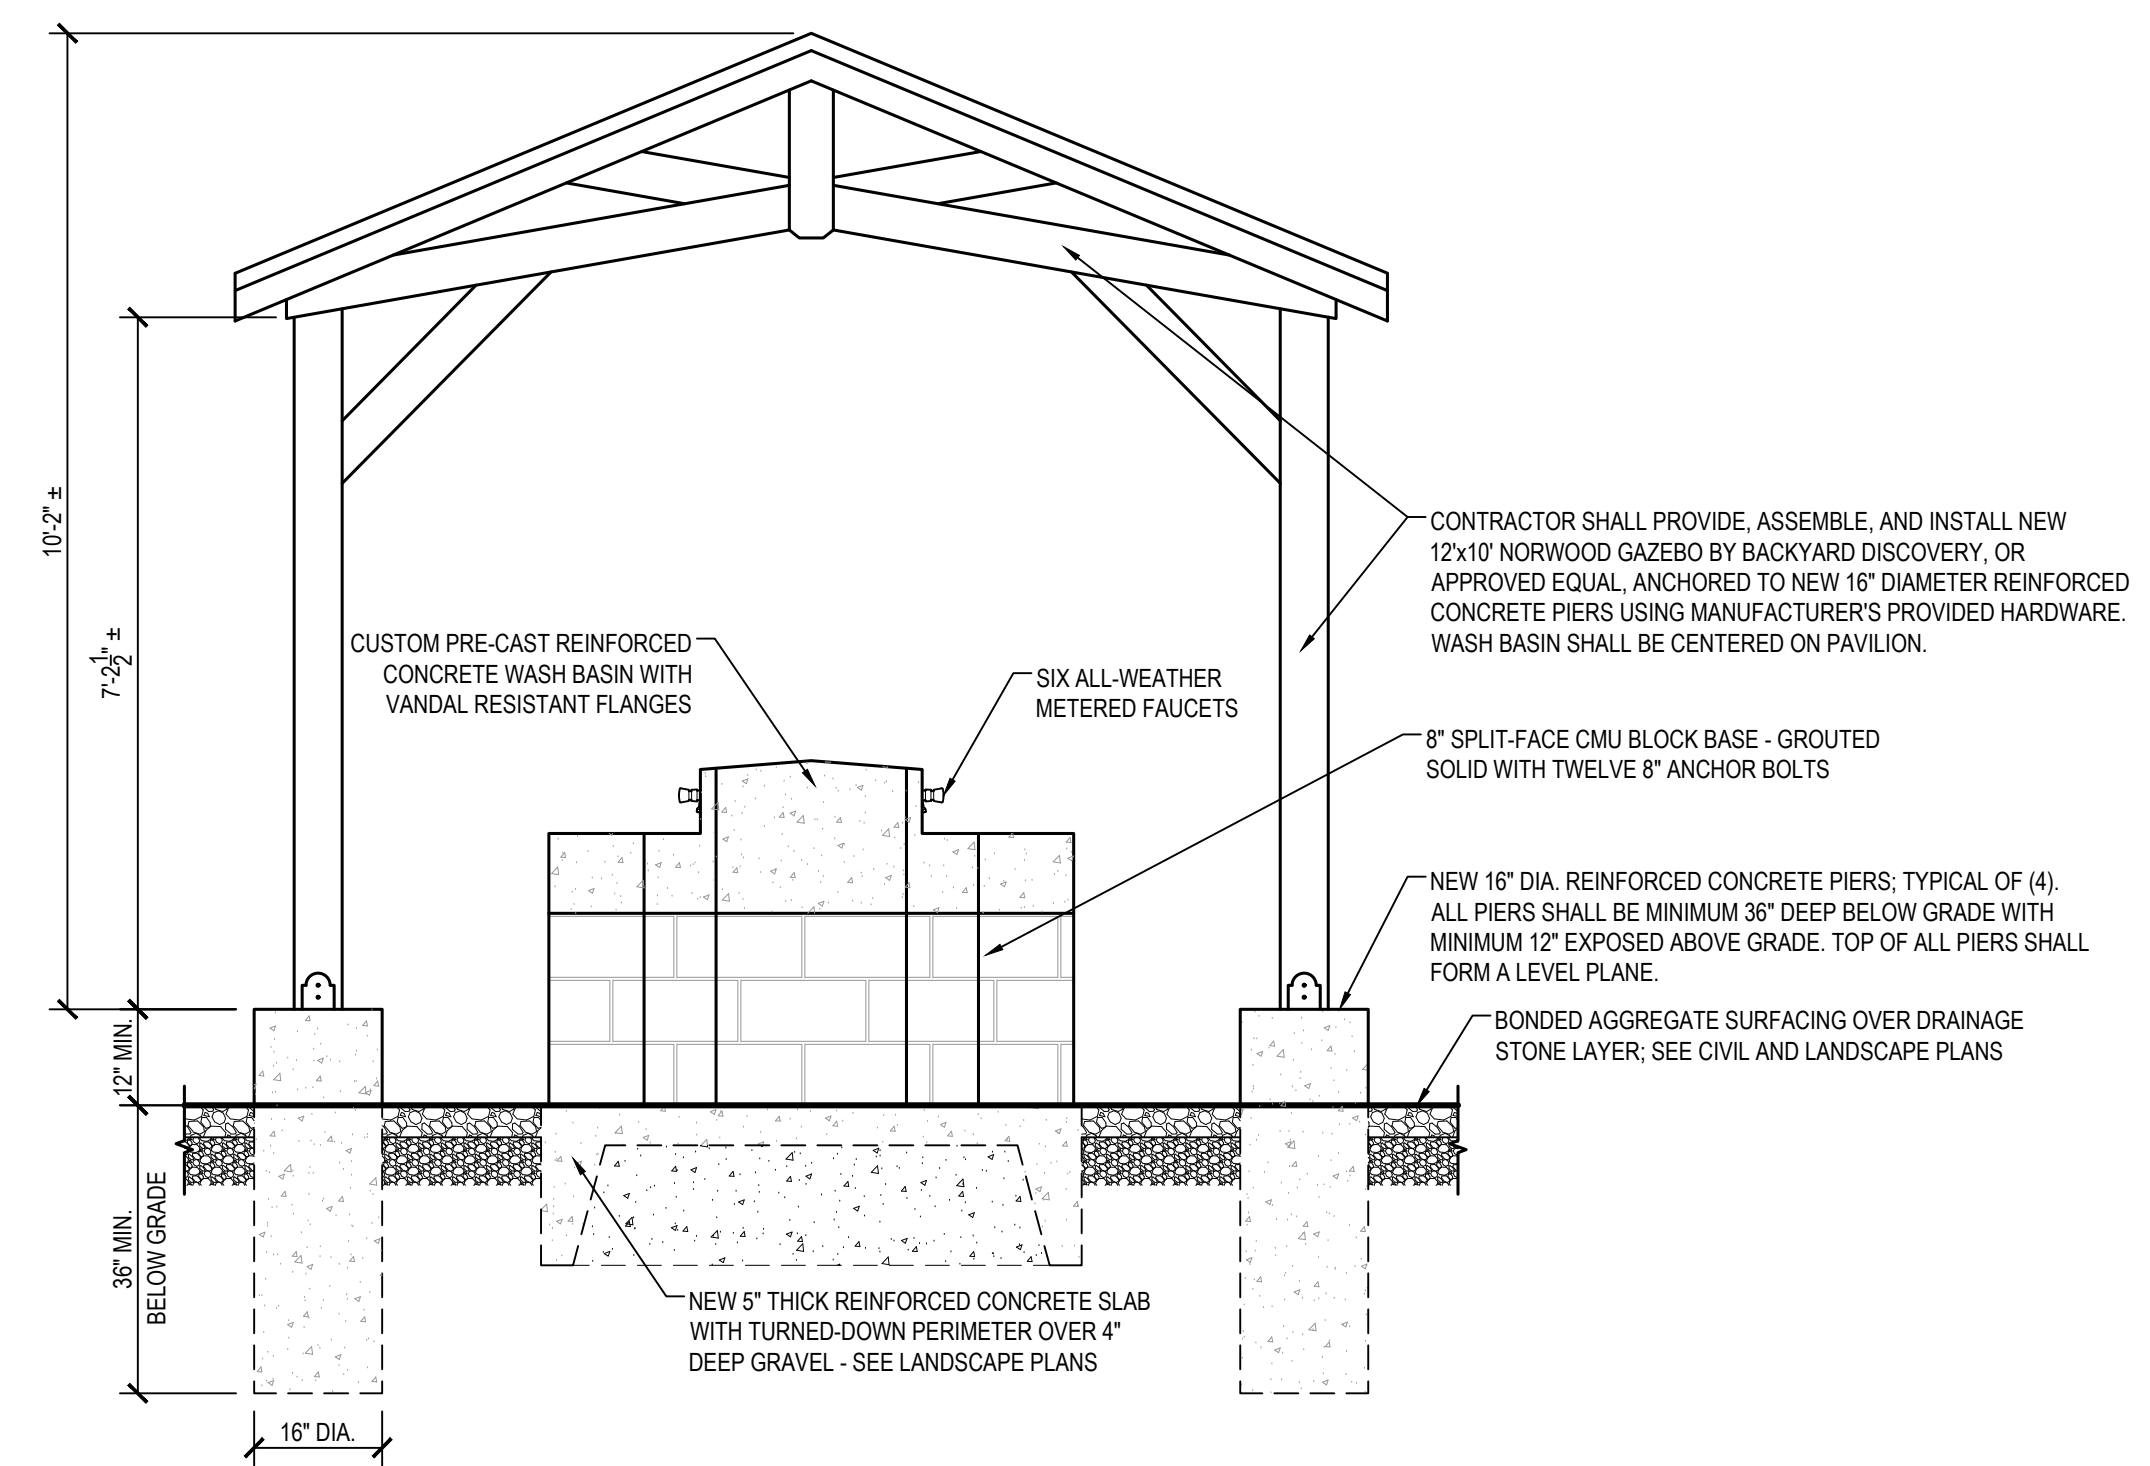 10'-2" ±
7'-2 1/2" ±
12" MIN.
36" MIN.
BELOW GRADE
16" DIA.
CUSTOM PRE-CAST REINFORCED
CONCRETE WASH BASIN WITH
VANDAL RESISTANT FLANGES
SIX ALL-WEATHER
METERED FAUCETS
CONTRACTOR SHALL PROVIDE, ASSEMBLE, AND INSTALL NEW
12'x10' NORWOOD GAZEBO BY BACKYARD DISCOVERY, OR
APPROVED EQUAL, ANCHORED TO NEW 16" DIAMETER REINFORCED
CONCRETE PIERS USING MANUFACTURER'S PROVIDED HARDWARE.
WASH BASIN SHALL BE CENTERED ON PAVILION.
8" SPLIT-FACE CMU BLOCK BASE - GROUTED
SOLID WITH TWELVE 8" ANCHOR BOLTS
NEW 16" DIA. REINFORCED CONCRETE PIERS; TYPICAL OF (4).
ALL PIERS SHALL BE MINIMUM 36" DEEP BELOW GRADE WITH
MINIMUM 12" EXPOSED ABOVE GRADE. TOP OF ALL PIERS SHALL
FORM A LEVEL PLANE.
BONDED AGGREGATE SURFACING OVER DRAINAGE
STONE LAYER; SEE CIVIL AND LANDSCAPE PLANS
NEW 5" THICK REINFORCED CONCRETE SLAB
WITH TURNED-DOWN PERIMETER OVER 4"
DEEP GRAVEL - SEE LANDSCAPE PLANS